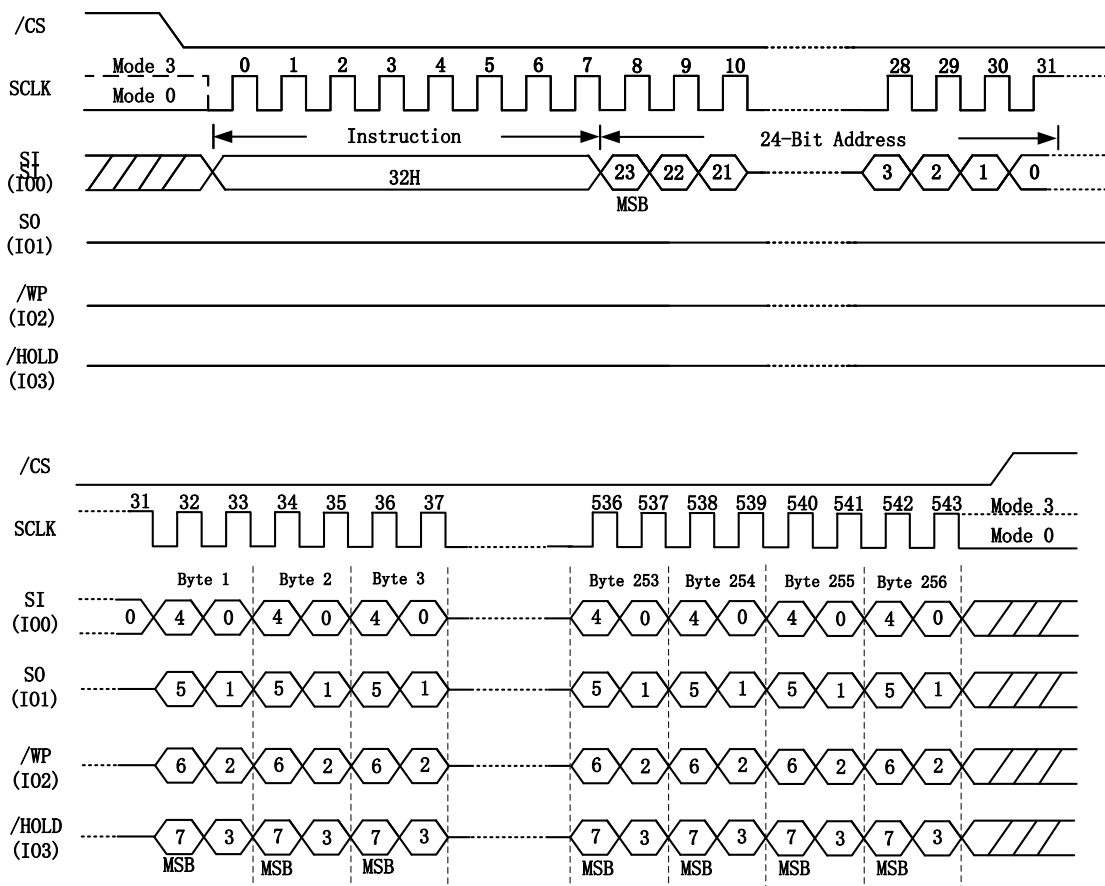 /CS
Mode 3 0 1 2 3 4 5 6 7 8 9 10 28 29 30 31
SCLK
Mode 0
Instruction 24-Bit Address
SI
SI
(IO0)
32H 23 22 21 3 2 1 0
MSB
SO
(IO1)
/WP
(IO2)
/HOLD
(IO3)
/CS
31 32 33 34 35 36 37 536 537 538 539 540 541 542 543 Mode 3
SCLK
Mode 0
Byte 1 Byte 2 Byte 3 Byte 253 Byte 254 Byte 255 Byte 256
SI
(IO0)
0 4 0 4 0 4 0 4 0 4 0 4 0 4 0
SO
(IO1)
5 1 5 1 5 1 5 1 5 1 5 1 5 1
/WP
(IO2)
6 2 6 2 6 2 6 2 6 2 6 2 6 2
/HOLD
(IO3)
7 3 7 3 7 3 7 3 7 3 7 3 7 3
MSB MSB MSB MSB MSB MSB MSB